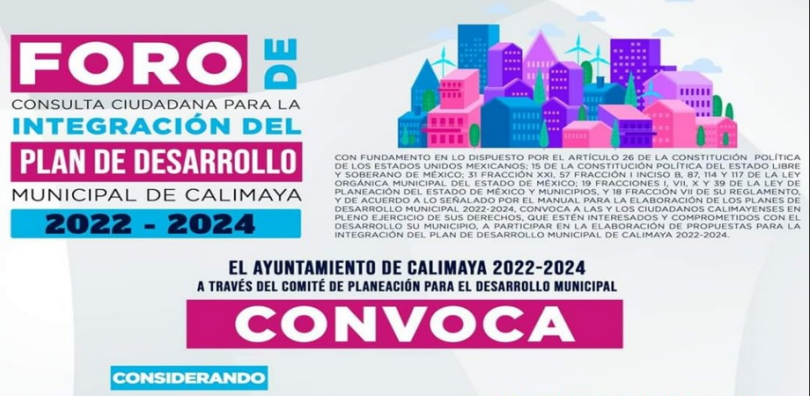 FORO DE
CONSULTA CIUDADANA PARA LA
INTEGRACIÓN DEL
PLAN DE DESARROLLO
MUNICIPAL DE CALIMAYA
2022 - 2024
CON FUNDAMENTO EN LO DISPUESTO POR EL ARTÍCULO 26 DE LA CONSTITUCIÓN POLÍTICA
DE LOS ESTADOS UNIDOS MEXICANOS; 15 DE LA CONSTITUCIÓN POLÍTICA DEL ESTADO LIBRE
Y SOBERANO DE MÉXICO; 31 FRACCIÓN XXI, 57 FRACCIÓN I INCISO B, 87, 114 Y 117 DE LA LEY
ORGÁNICA MUNICIPAL DEL ESTADO DE MÉXICO; 19 FRACCIONES I, VII, X Y 39 DE LA LEY DE
PLANEACIÓN DEL ESTADO DE MÉXICO Y MUNICIPIOS, Y 18 FRACCIÓN VII DE SU REGLAMENTO,
Y DE ACUERDO A LO SEÑALADO POR EL MANUAL PARA LA ELABORACIÓN DE LOS PLANES DE
DESARROLLO MUNICIPAL 2022-2024, CONVOCA A LAS Y LOS CIUDADANOS CALIMAYENSES EN
PLENO EJERCICIO DE SUS DERECHOS, QUE ESTÉN INTERESADOS Y COMPROMETIDOS CON EL
DESARROLLO SU MUNICIPIO, A PARTICIPAR EN LA ELABORACIÓN DE PROPUESTAS PARA LA
INTEGRACIÓN DEL PLAN DE DESARROLLO MUNICIPAL DE CALIMAYA 2022-2024.
EL AYUNTAMIENTO DE CALIMAYA 2022-2024
A TRAVÉS DEL COMITÉ DE PLANEACIÓN PARA EL DESARROLLO MUNICIPAL
CONVOCA
CONSIDERANDO